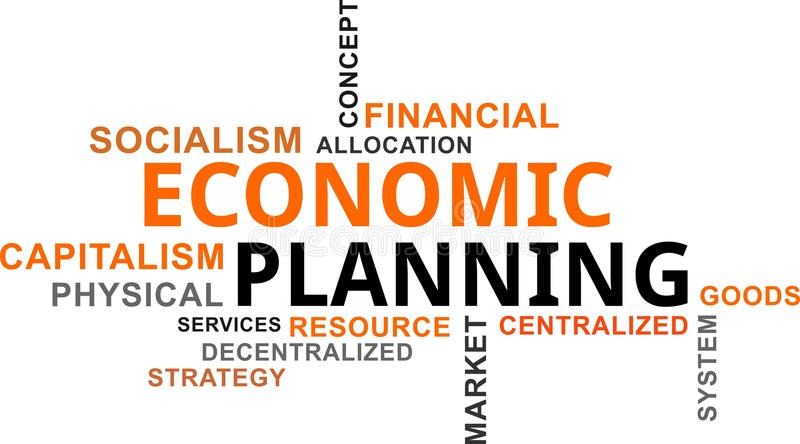 CONCEPT
FINANCIAL
SOCIALISM
ALLOCATION
ECONOMIC
CAPITALISM
PLANNING
PHYSICAL
GOODS
SERVICES
RESOURCE
CENTRALIZED
DECENTRALIZED
MARKET
SYSTEM
STRATEGY